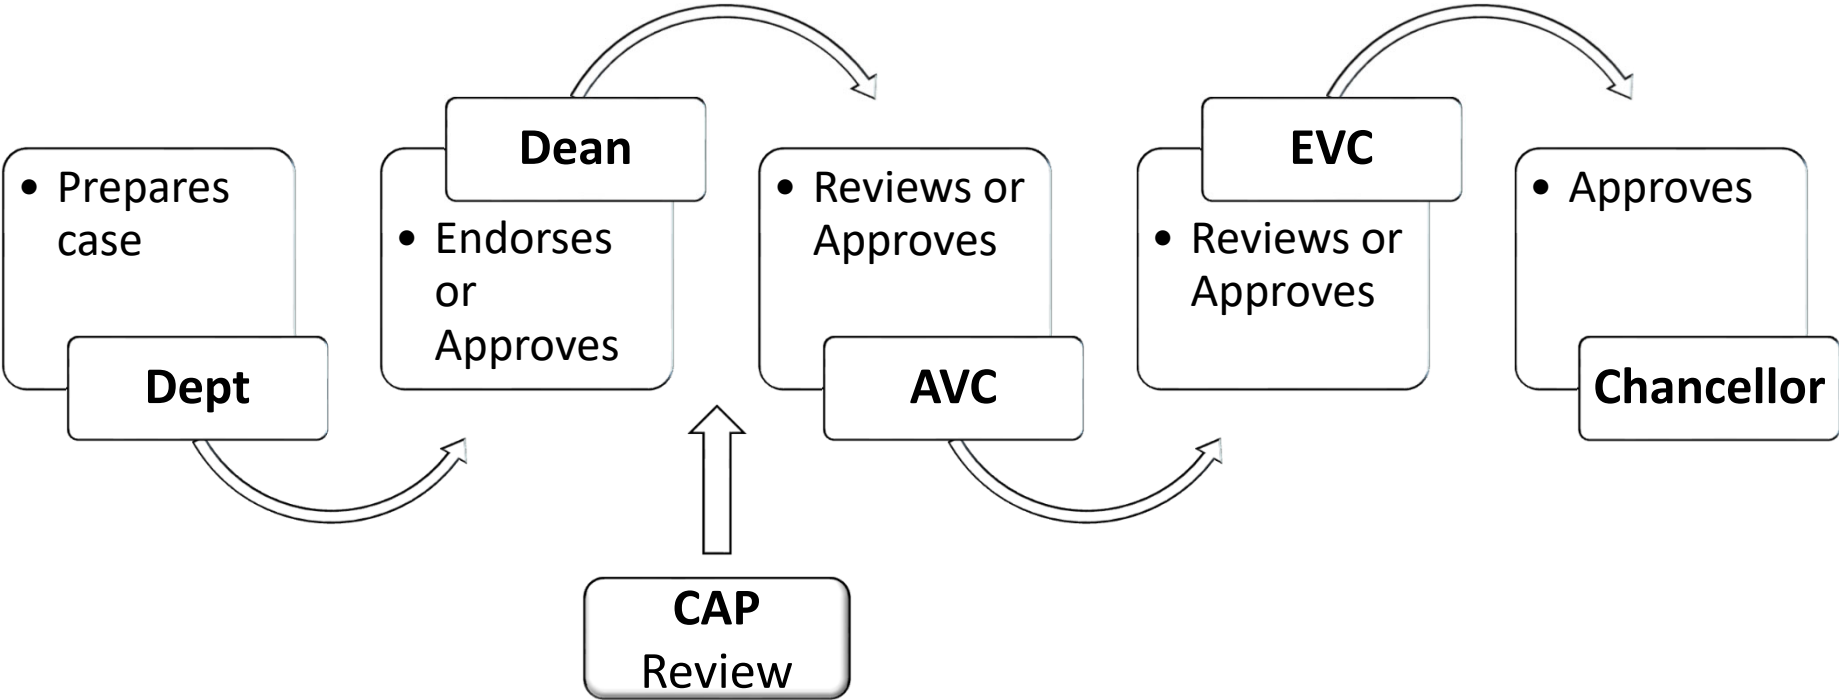 • Prepares
case
Dept
Dean
• Endorses
or
Approves
• Reviews or
Approves
AVC
EVC
• Reviews or
Approves
• Approves
Chancellor
CAP
Review